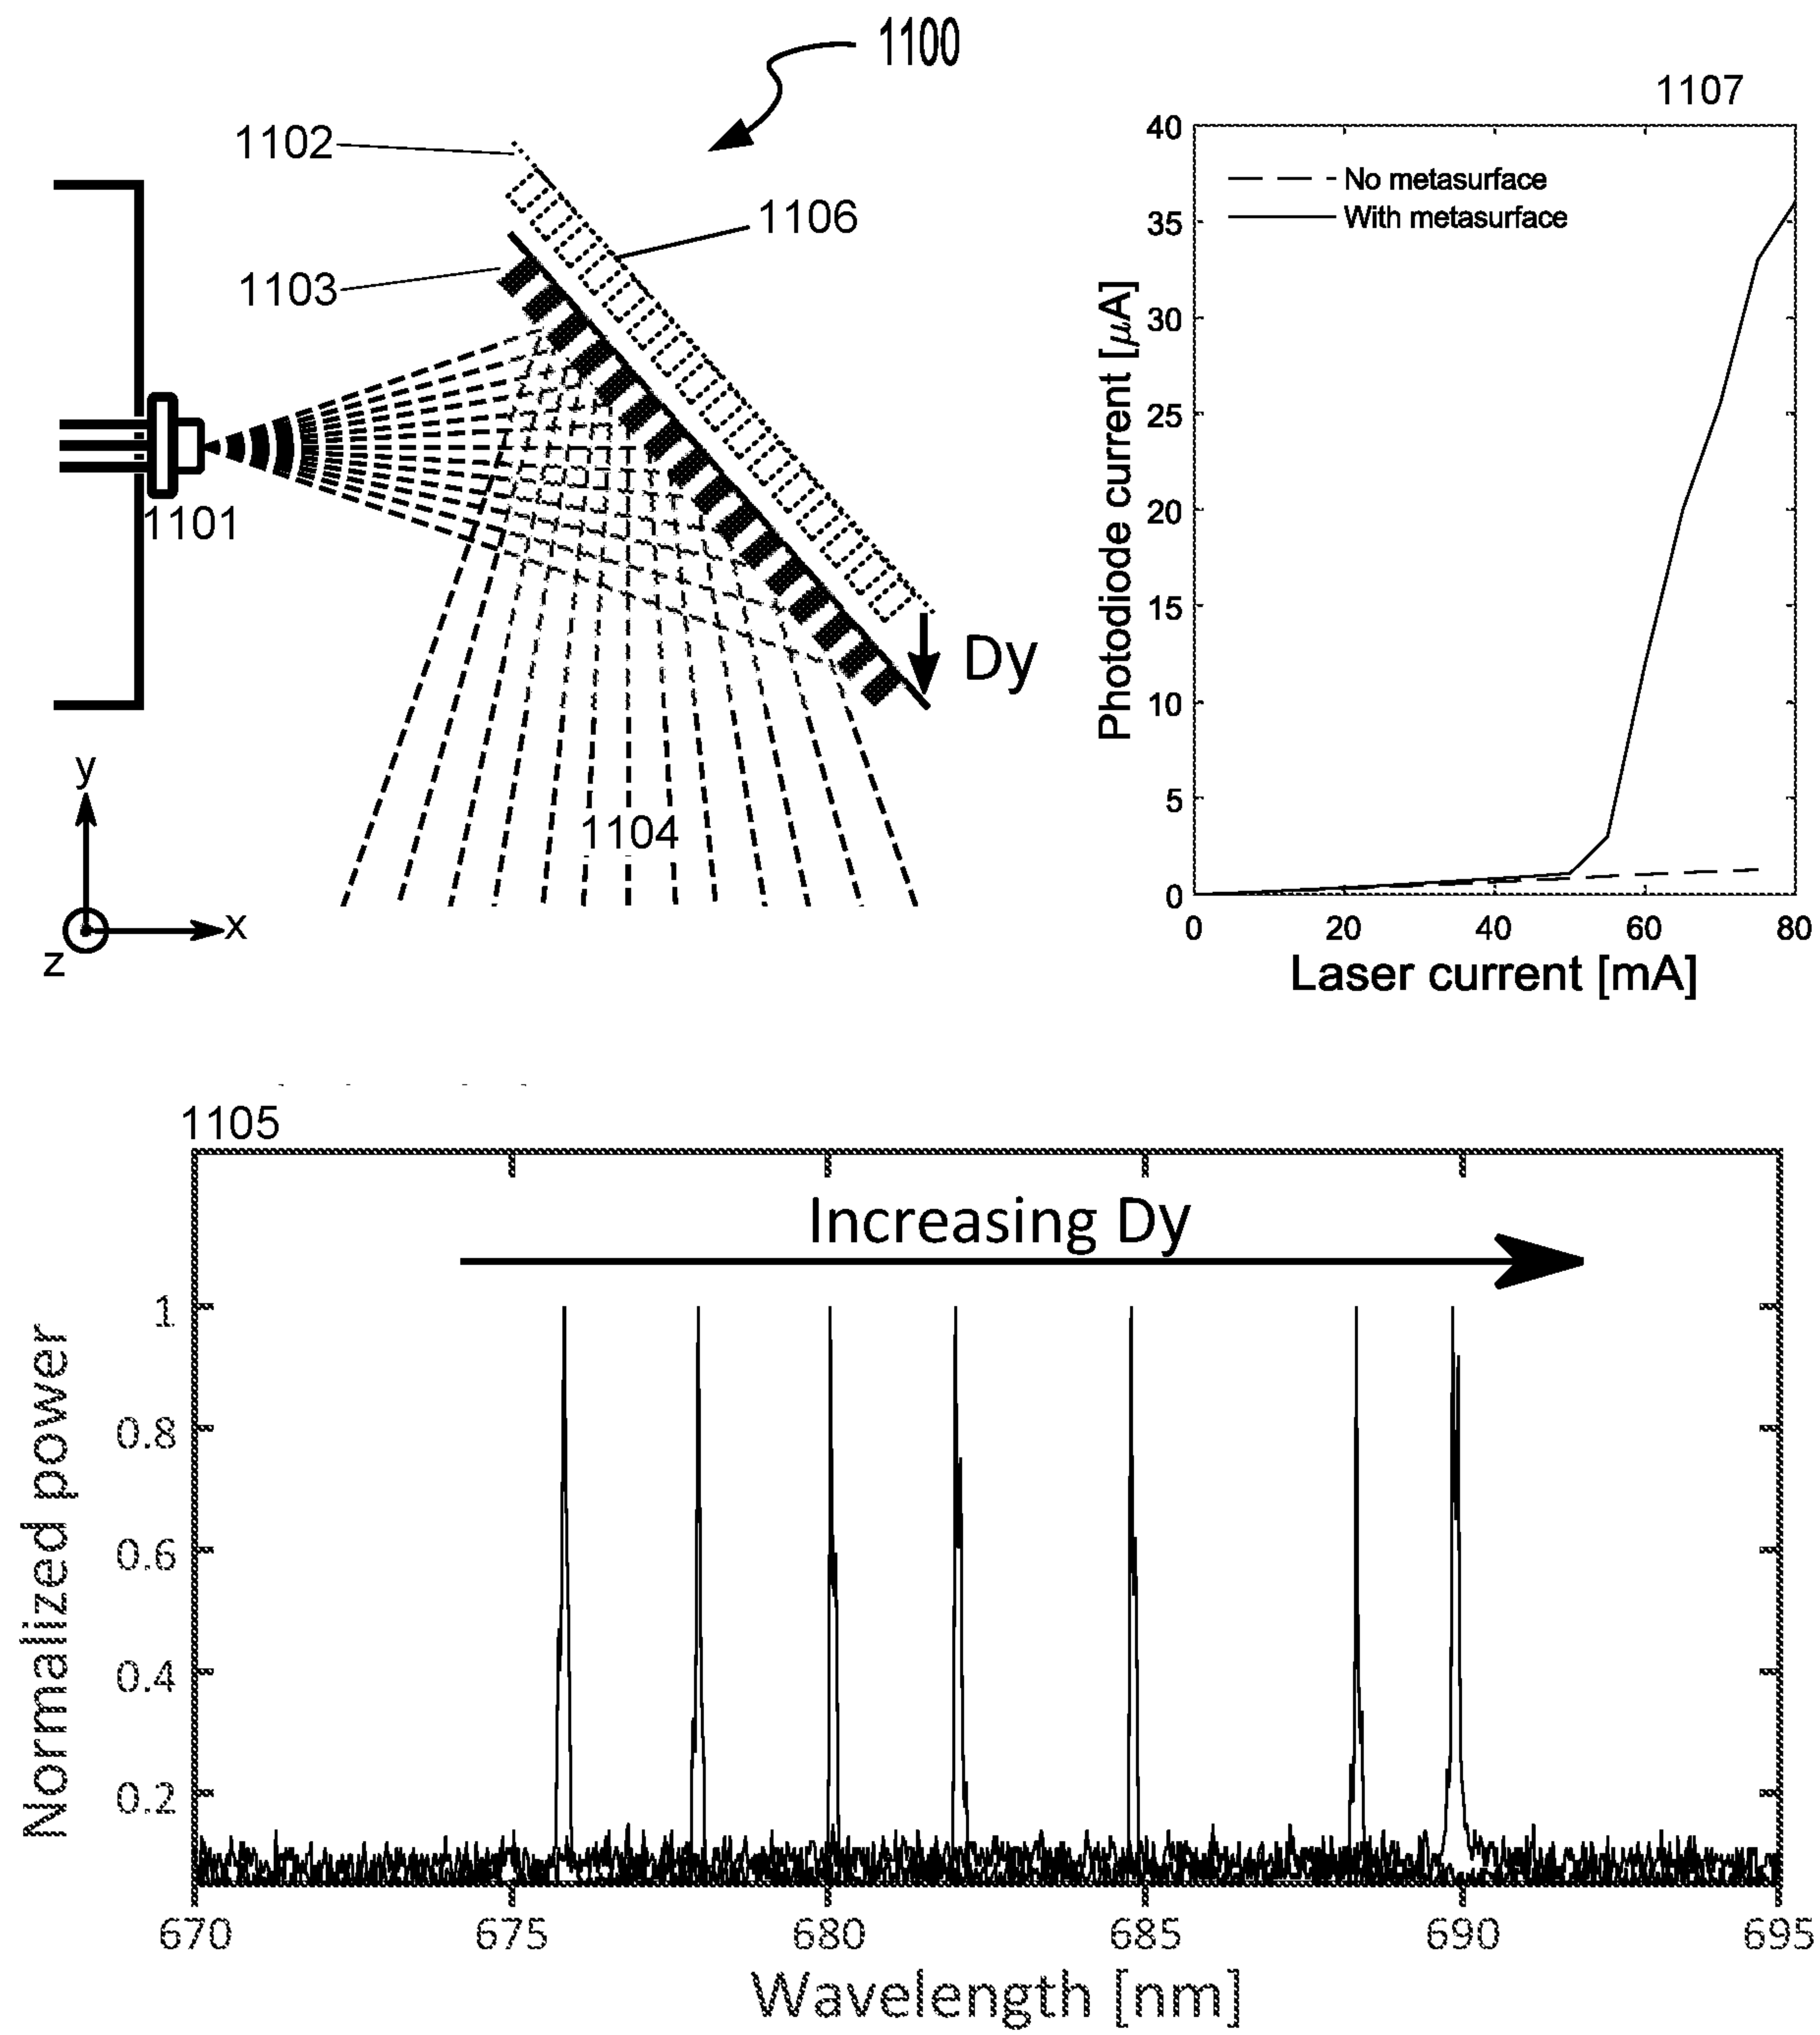 1100
1102
1106
1103
1101
Dy
1104
y
x
z
1107
40
35
30
25
20
15
10
5
0
No metasurface
With metasurface
Photodiode current [μA]
0 20 40 60 80
Laser current [mA]
1105
Increasing Dy
1
0.8
0.6
0.4
0.2
Normalized power
670 675 680 685 690 695
Wavelength [nm]